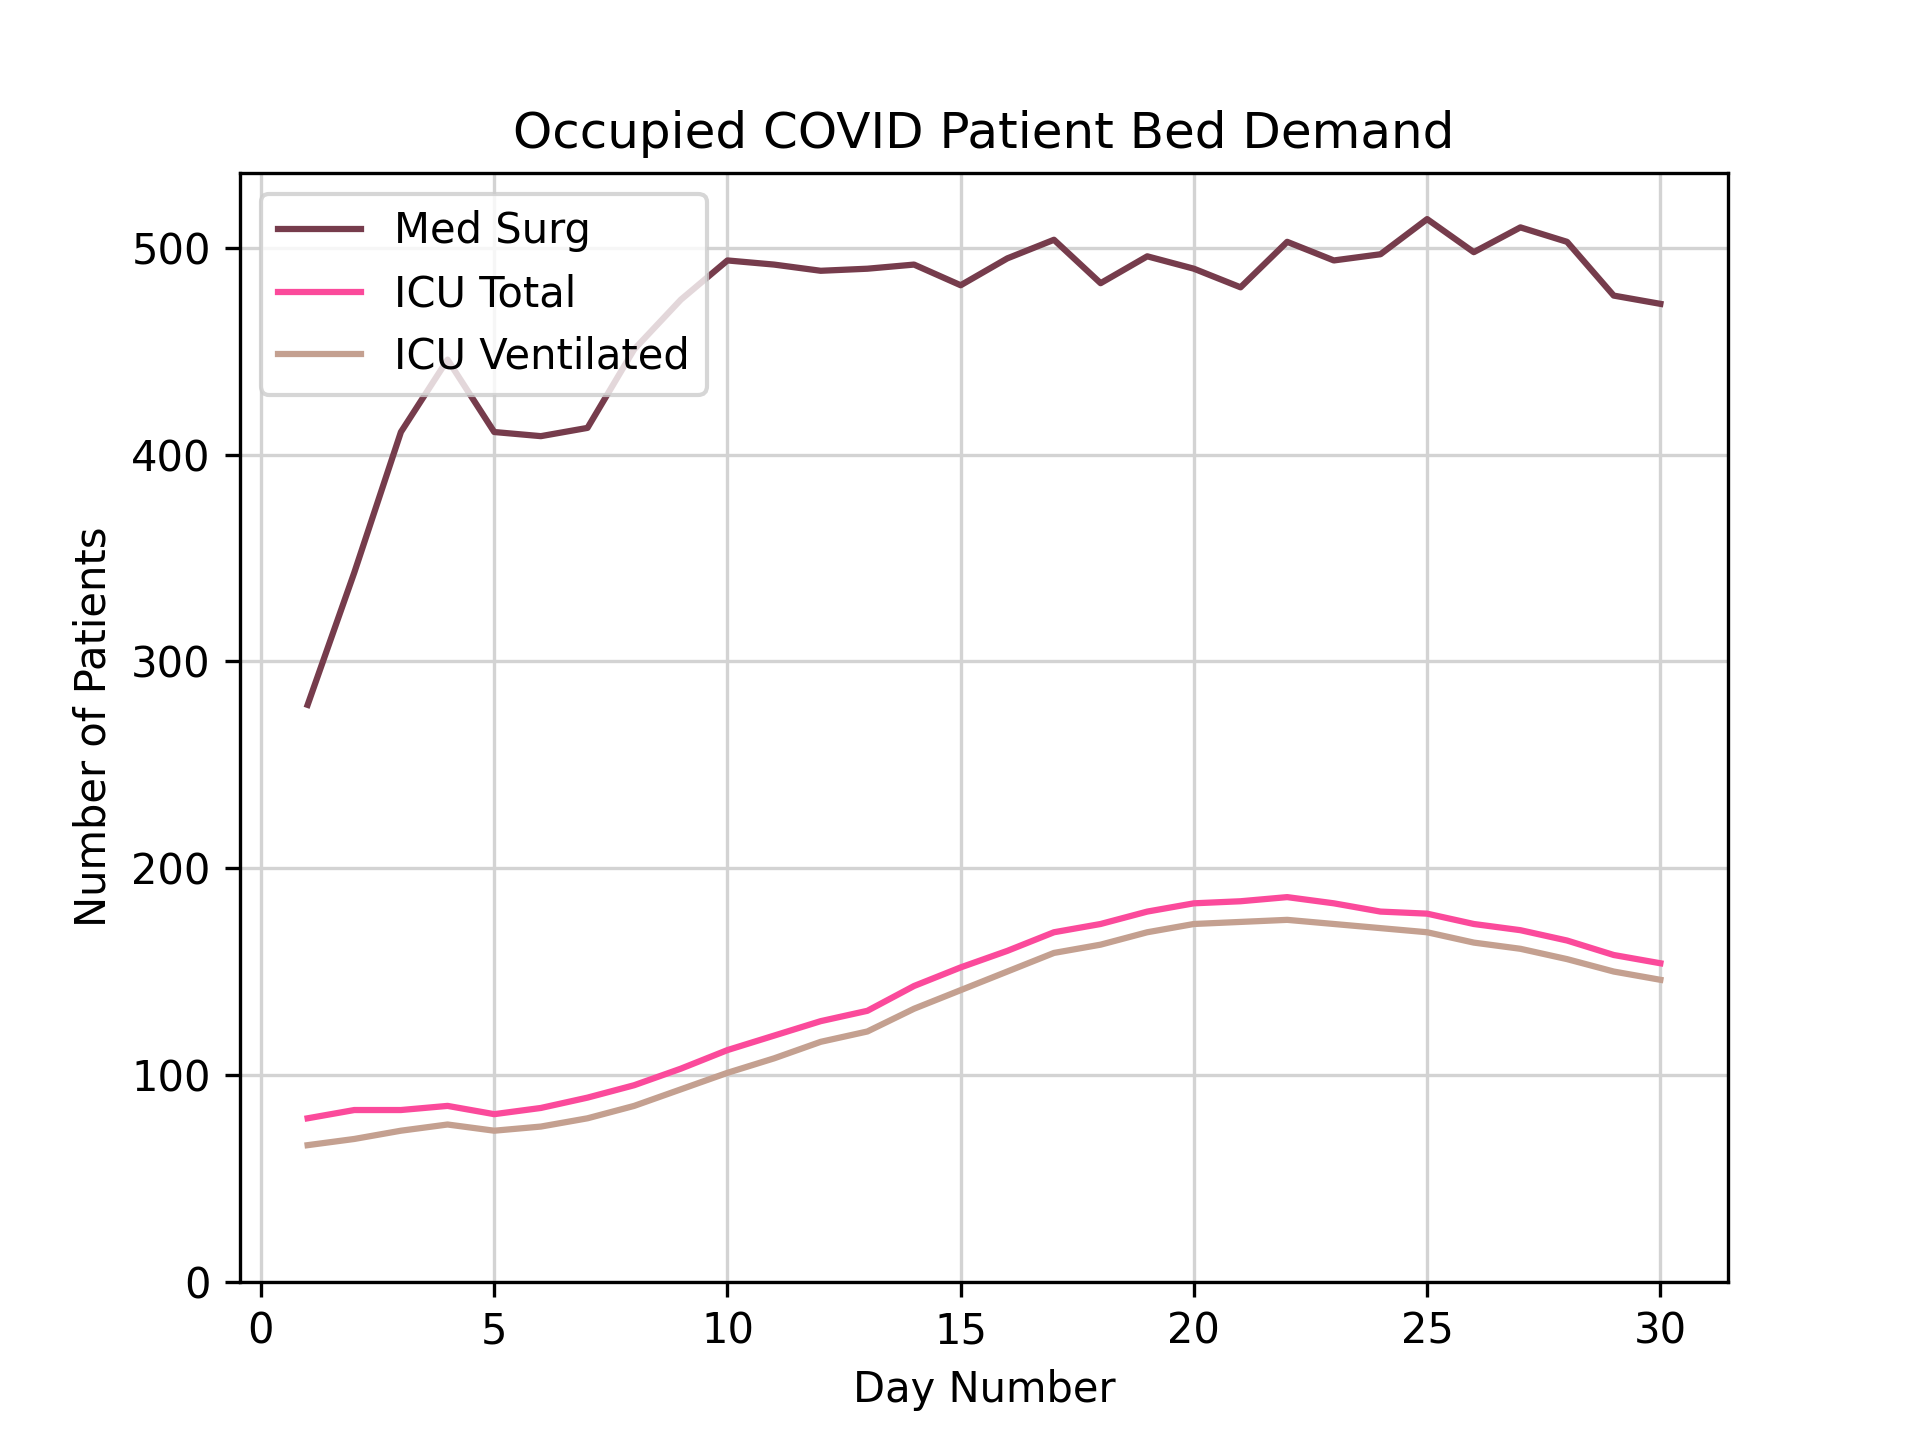 Occupied COVID Patient Bed Demand
Med Surg
ICU Total
ICU Ventilated
500
400
300
200
100
0
Number of Patients
0 5 10 15 20 25 30
Day Number